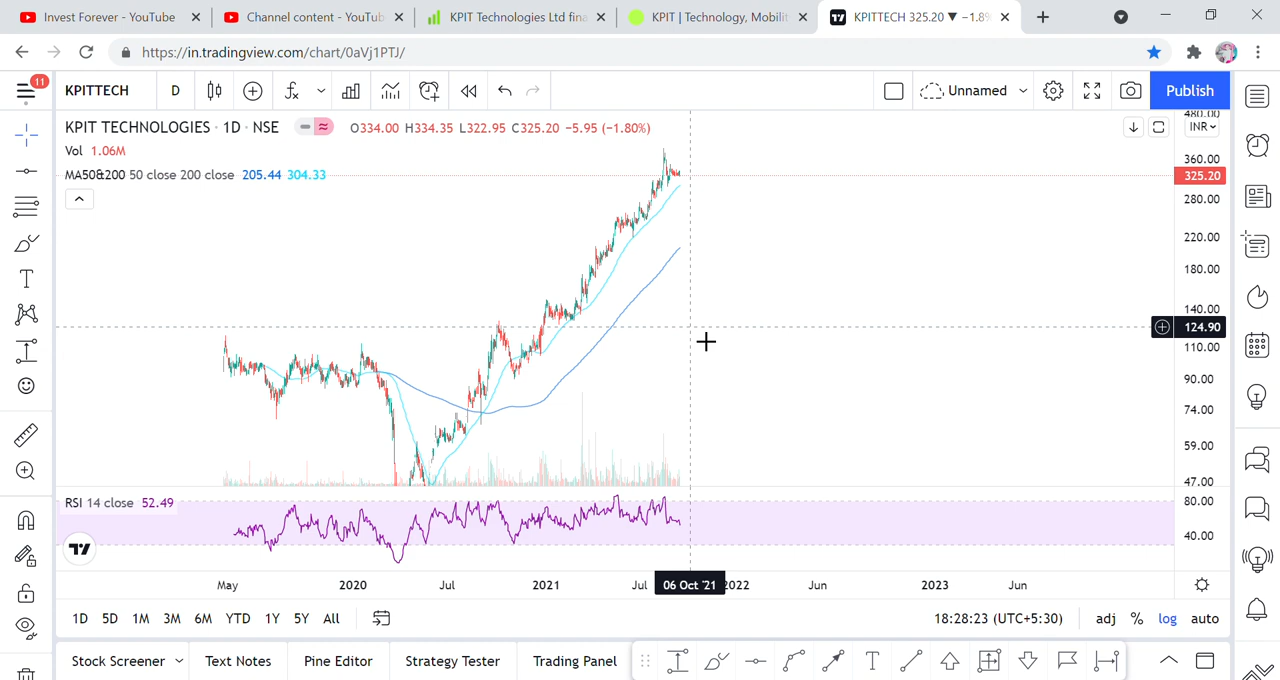 Invest Forever - YouTube
Channel content - YouTub
KPIT Technologies Ltd fina
KPIT | Technology, Mobilit
KPITTECH 325.20 ▼ −1.8%
https://in.tradingview.com/chart/0aVj1PTJ/
11
KPITTECH
D
Unnamed
Publish
KPIT TECHNOLOGIES · 1D · NSE
O334.00 H334.35 L322.95 C325.20 −5.95 (−1.80%)
Vol 1.06M
MA50&200 50 close 200 close 205.44 304.33
480.00
INR
360.00
325.20
280.00
220.00
180.00
140.00
124.90
110.00
90.00
74.00
59.00
47.00
RSI 14 close 52.49
80.00
40.00
May
2020
Jul
2021
Jul
06 Oct '21
2022
Jun
2023
Jun
1D 5D 1M 3M 6M YTD 1Y 5Y All
18:28:23 (UTC+5:30)
adj % log auto
Stock Screener
Text Notes
Pine Editor
Strategy Tester
Trading Panel